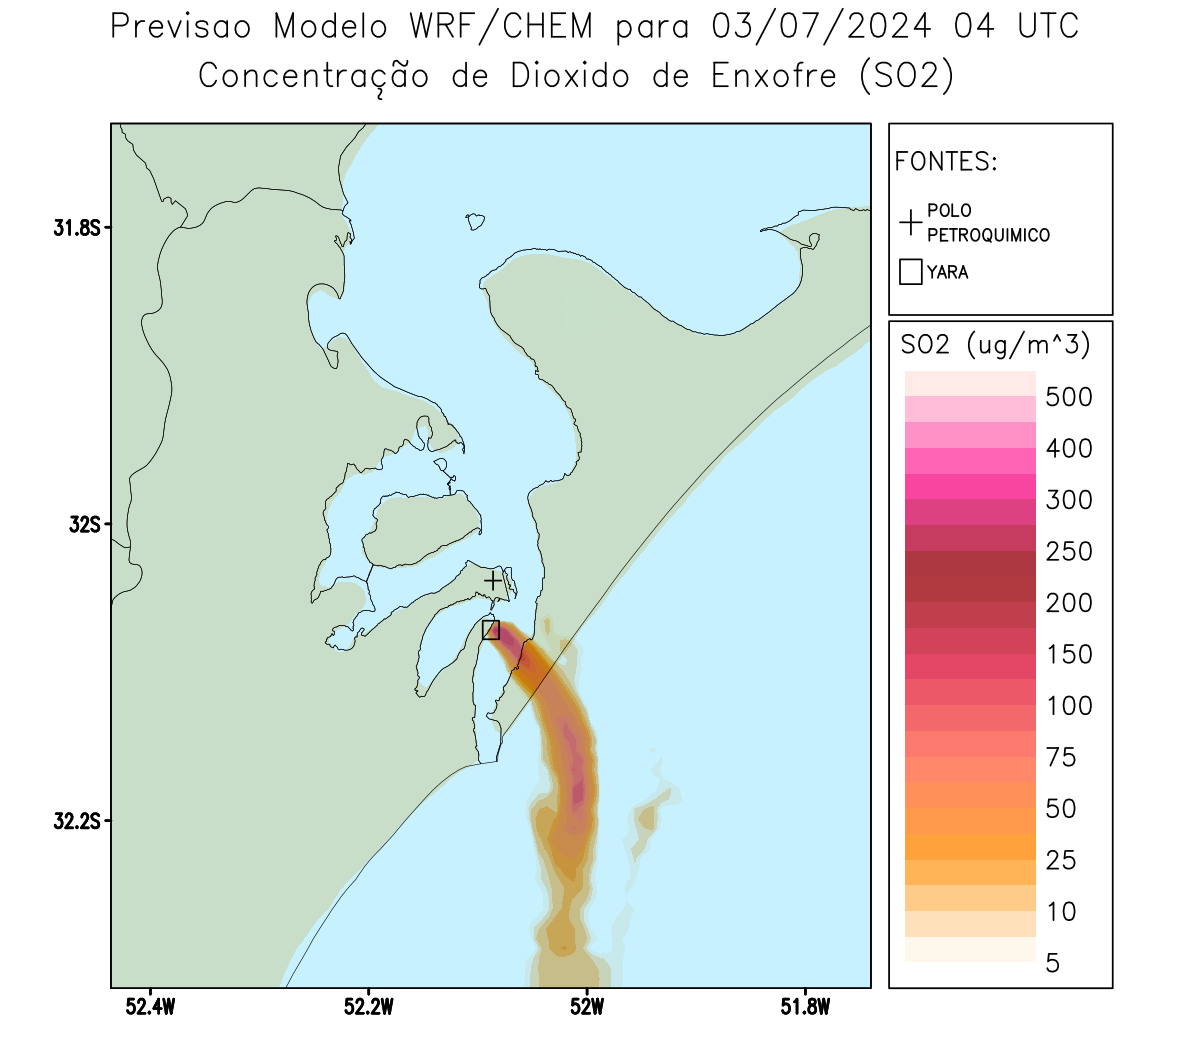 Previsao Modelo WRF/CHEM para 03/07/2024 04 UTC
Concentração de Dioxido de Enxofre (SO2)
FONTES:
POLO
PETROQUIMICO
YARA
SO2 (ug/m^3)
500
400
300
250
200
150
100
75
50
25
10
5
31.8S
32S
32.2S
52.4W
52.2W
52W
51.8W